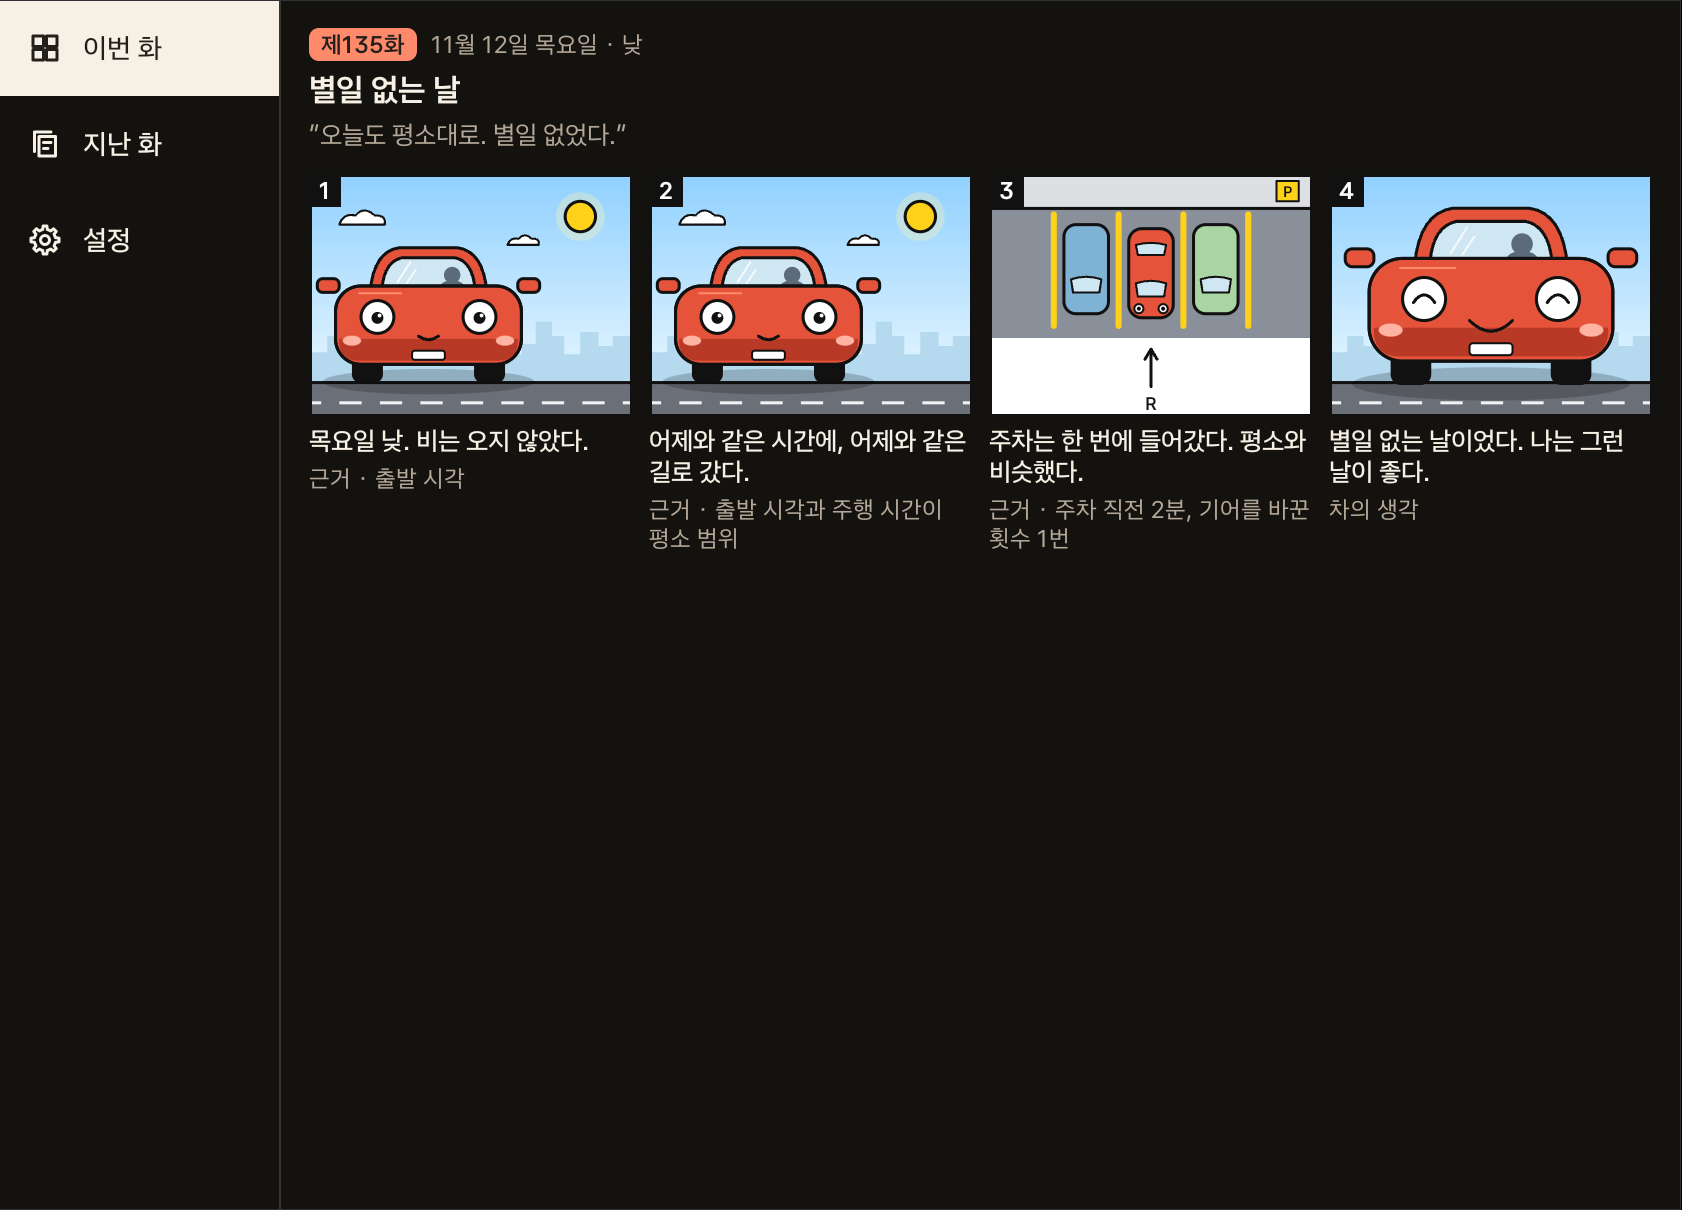 이번 화
지난 화
설정
제135화 11월 12일 목요일 · 낮
별일 없는 날
"오늘도 평소대로. 별일 없었다."
1
목요일 낮. 비는 오지 않았다.
근거 · 출발 시각
2
어제와 같은 시간에, 어제와 같은
길로 갔다.
근거 · 출발 시각과 주행 시간이
평소 범위
3
P
R
주차는 한 번에 들어갔다. 평소와
비슷했다.
근거 · 주차 직전 2분, 기어를 바꾼
횟수 1번
4
별일 없는 날이었다. 나는 그런
날이 좋다.
차의 생각